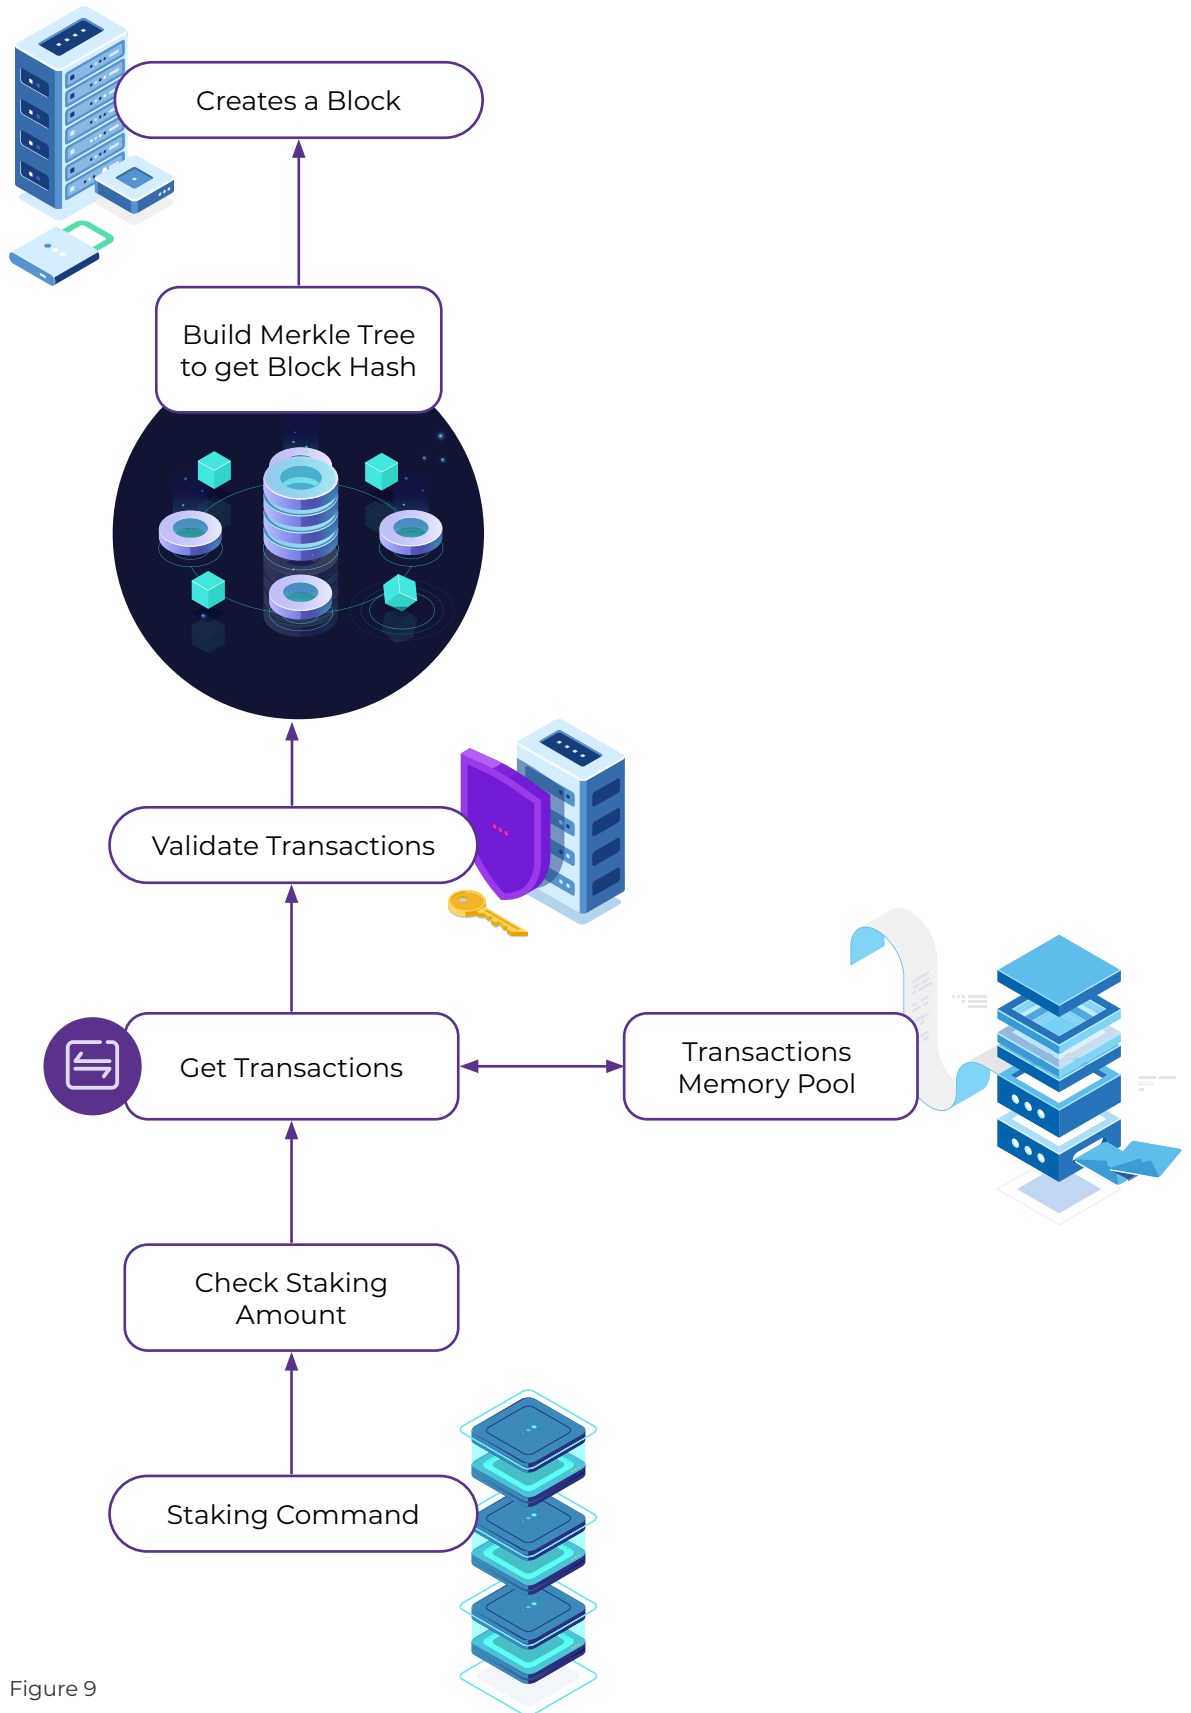 Creates a Block
Build Merkle Tree
to get Block Hash
Validate Transactions
Get Transactions
Transactions
Memory Pool
Check Staking
Amount
Staking Command
Figure 9